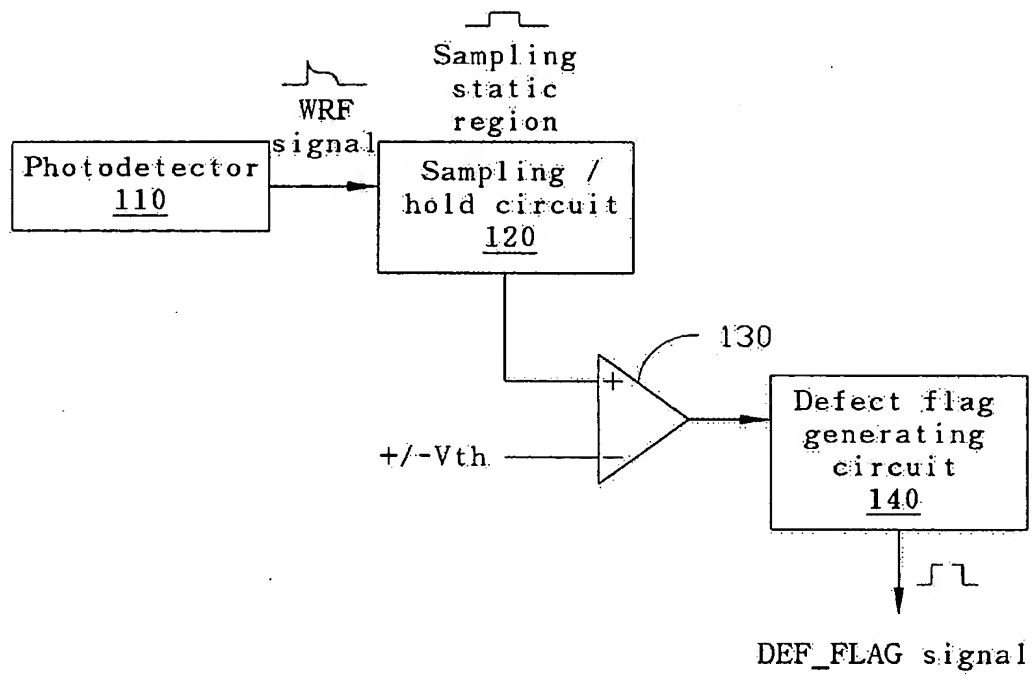 Sampling
static
region
WRF
signal
Photodetector
110
Sampling /
hold circuit
120
130
+
+/-Vth
−
Defect flag
generating
circuit
140
DEF_FLAG signal